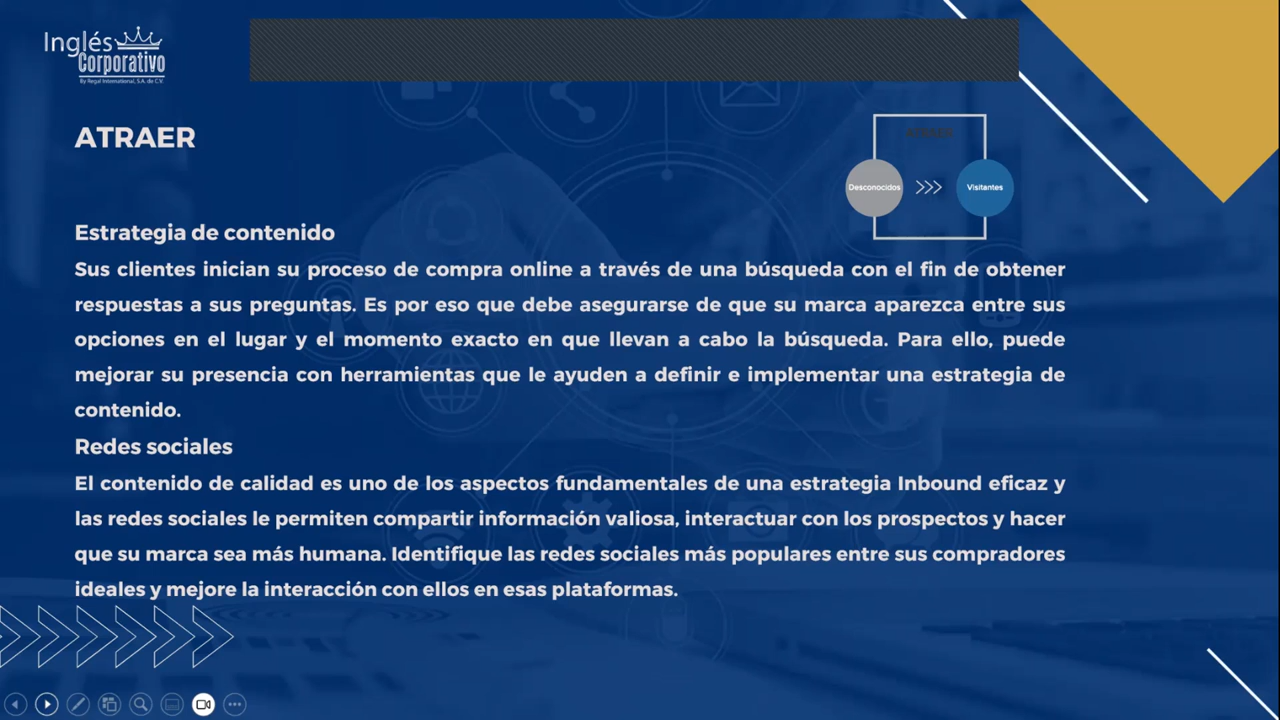 Inglés
Corporativo
By Regal International, S.A. de C.V.
ATRAER
ATRAER
Desconocidos
Visitantes
Estrategia de contenido
Sus clientes inician su proceso de compra online a través de una búsqueda con el fin de obtener
respuestas a sus preguntas. Es por eso que debe asegurarse de que su marca aparezca entre sus
opciones en el lugar y el momento exacto en que llevan a cabo la búsqueda. Para ello, puede
mejorar su presencia con herramientas que le ayuden a definir e implementar una estrategia de
contenido.
Redes sociales
El contenido de calidad es uno de los aspectos fundamentales de una estrategia Inbound eficaz y
las redes sociales le permiten compartir información valiosa, interactuar con los prospectos y hacer
que su marca sea más humana. Identifique las redes sociales más populares entre sus compradores
ideales y mejore la interacción con ellos en esas plataformas.